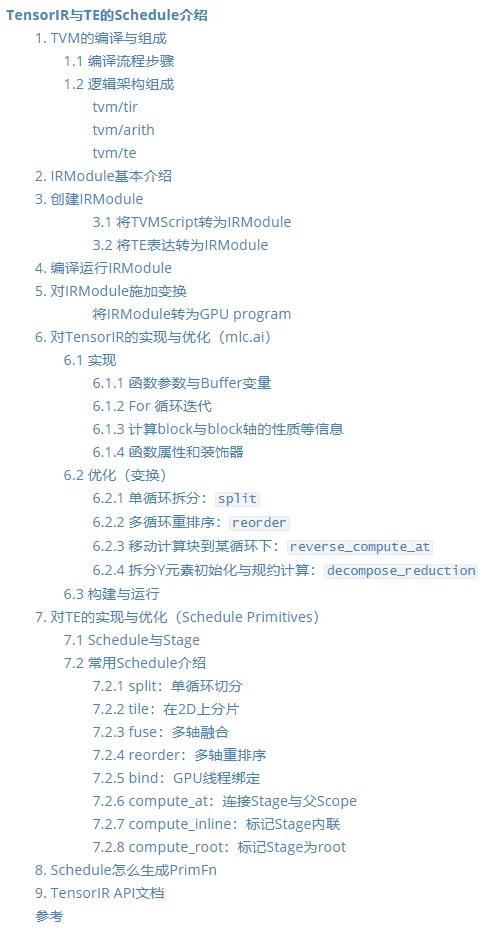 TensorIR与TE的Schedule介绍
1. TVM的编译与组成
1.1 编译流程步骤
1.2 逻辑架构组成
tvm/tir
tvm/arith
tvm/te
2. IRModule基本介绍
3. 创建IRModule
3.1 将TVMScript转为IRModule
3.2 将TE表达转为IRModule
4. 编译运行IRModule
5. 对IRModule施加变换
将IRModule转为GPU program
6. 对TensorIR的实现与优化（mlc.ai）
6.1 实现
6.1.1 函数参数与Buffer变量
6.1.2 For 循环迭代
6.1.3 计算block与block轴的性质等信息
6.1.4 函数属性和装饰器
6.2 优化（变换）
6.2.1 单循环拆分：split
6.2.2 多循环重排序：reorder
6.2.3 移动计算块到某循环下：reverse_compute_at
6.2.4 拆分Y元素初始化与规约计算：decompose_reduction
6.3 构建与运行
7. 对TE的实现与优化（Schedule Primitives）
7.1 Schedule与Stage
7.2 常用Schedule介绍
7.2.1 split：单循环切分
7.2.2 tile：在2D上分片
7.2.3 fuse：多轴融合
7.2.4 reorder：多轴重排序
7.2.5 bind：GPU线程绑定
7.2.6 compute_at：连接Stage与父Scope
7.2.7 compute_inline：标记Stage内联
7.2.8 compute_root：标记Stage为root
8. Schedule怎么生成PrimFn
9. TensorIR API文档
参考